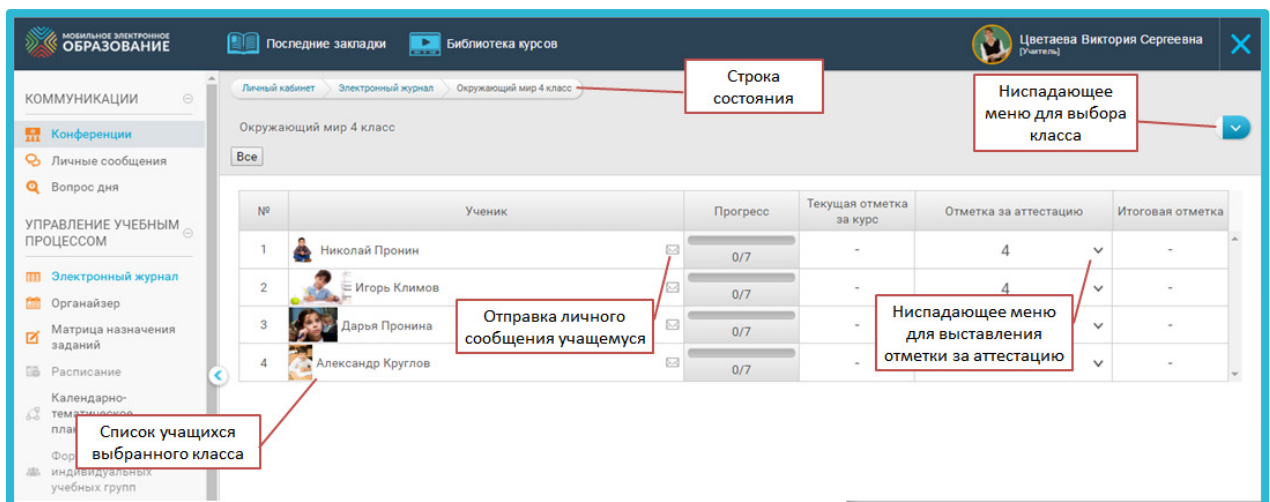 МОБИЛЬНОЕ ЭЛЕКТРОННОЕ
ОБРАЗОВАНИЕ
Последние закладки
Библиотека курсов
Цветаева Виктория Сергеевна
[Учитель]
КОММУНИКАЦИИ
Конференции
Личные сообщения
Вопрос дня
УПРАВЛЕНИЕ УЧЕБНЫМ
ПРОЦЕССОМ
Электронный журнал
Органайзер
Матрица назначения
заданий
Расписание
Календарно-
тематическое
индивидуальных
учебных групп
Личный кабинет
Электронный журнал
Окружающий мир 4 класс
Строка
состояния
Ниспадающее
меню для выбора
класса
Окружающий мир 4 класс
Все
№ Ученик Прогресс Текущая отметка за курс Отметка за аттестацию Итоговая отметка
1 Николай Пронин 0/7 - 4 -
2 Игорь Климов 0/7 - 4 -
3 Дарья Пронина 0/7 - -
4 Александр Круглов 0/7 - -
Отправка личного
сообщения учащемуся
Ниспадающее меню
для выставления
отметки за аттестацию
Список учащихся
выбранного класса